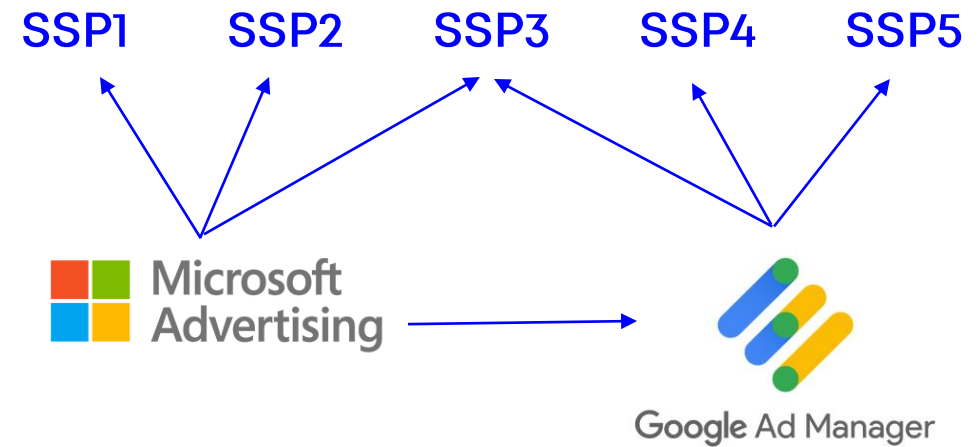 SSP1 SSP2 SSP3 SSP4 SSP5
Microsoft
Advertising
Google Ad Manager